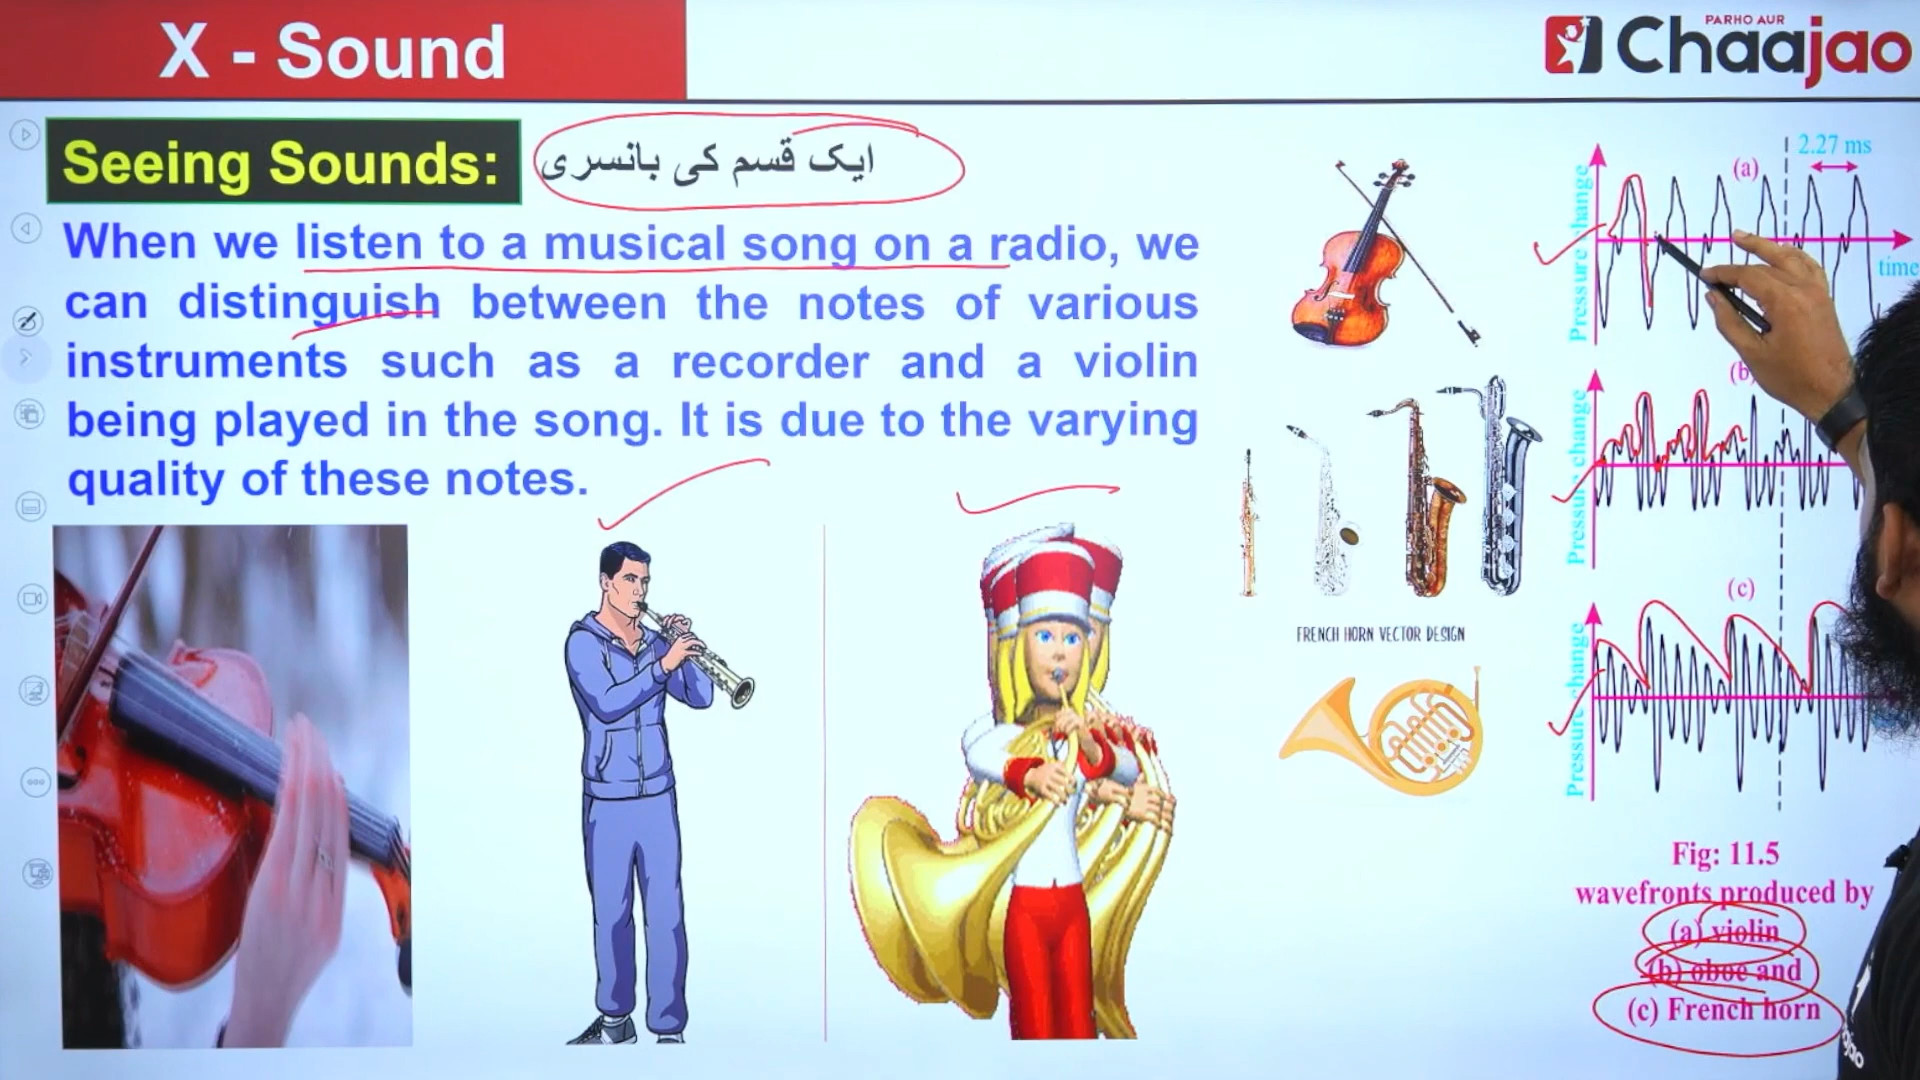 X - Sound
PARHO AUR
Chaajao
Seeing Sounds:
ایک قسم کی بانسری
When we listen to a musical song on a radio, we
can distinguish between the notes of various
instruments such as a recorder and a violin
being played in the song. It is due to the varying
quality of these notes.
FRENCH HORN VECTOR DESIGN
Pressure change
(a)
2.27 ms
time
Pressure change
(b)
Pressure change
(c)
Fig: 11.5
wavefronts produced by
(a) violin
(b) oboe and
(c) French horn